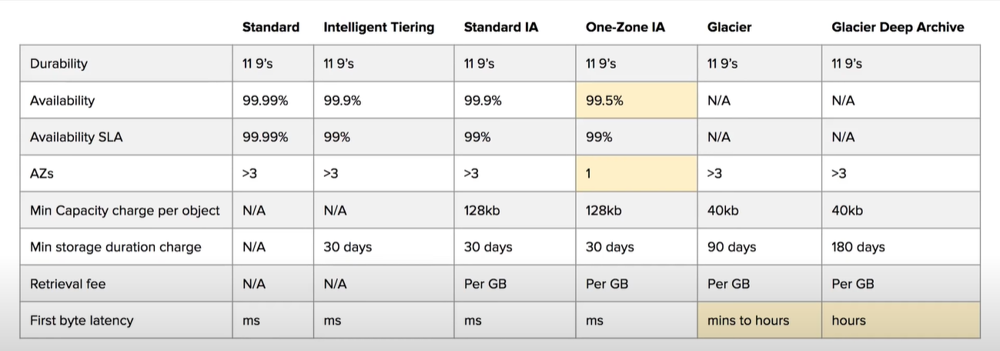 Standard Intelligent Tiering Standard IA One-Zone IA Glacier Glacier Deep Archive
Durability 11 9's 11 9's 11 9's 11 9's 11 9's 11 9's
Availability 99.99% 99.9% 99.9% 99.5% N/A N/A
Availability SLA 99.99% 99% 99% 99% N/A N/A
AZs >3 >3 >3 1 >3 >3
Min Capacity charge per object N/A N/A 128kb 128kb 40kb 40kb
Min storage duration charge N/A 30 days 30 days 30 days 90 days 180 days
Retrieval fee N/A N/A Per GB Per GB Per GB Per GB
First byte latency ms ms ms ms mins to hours hours